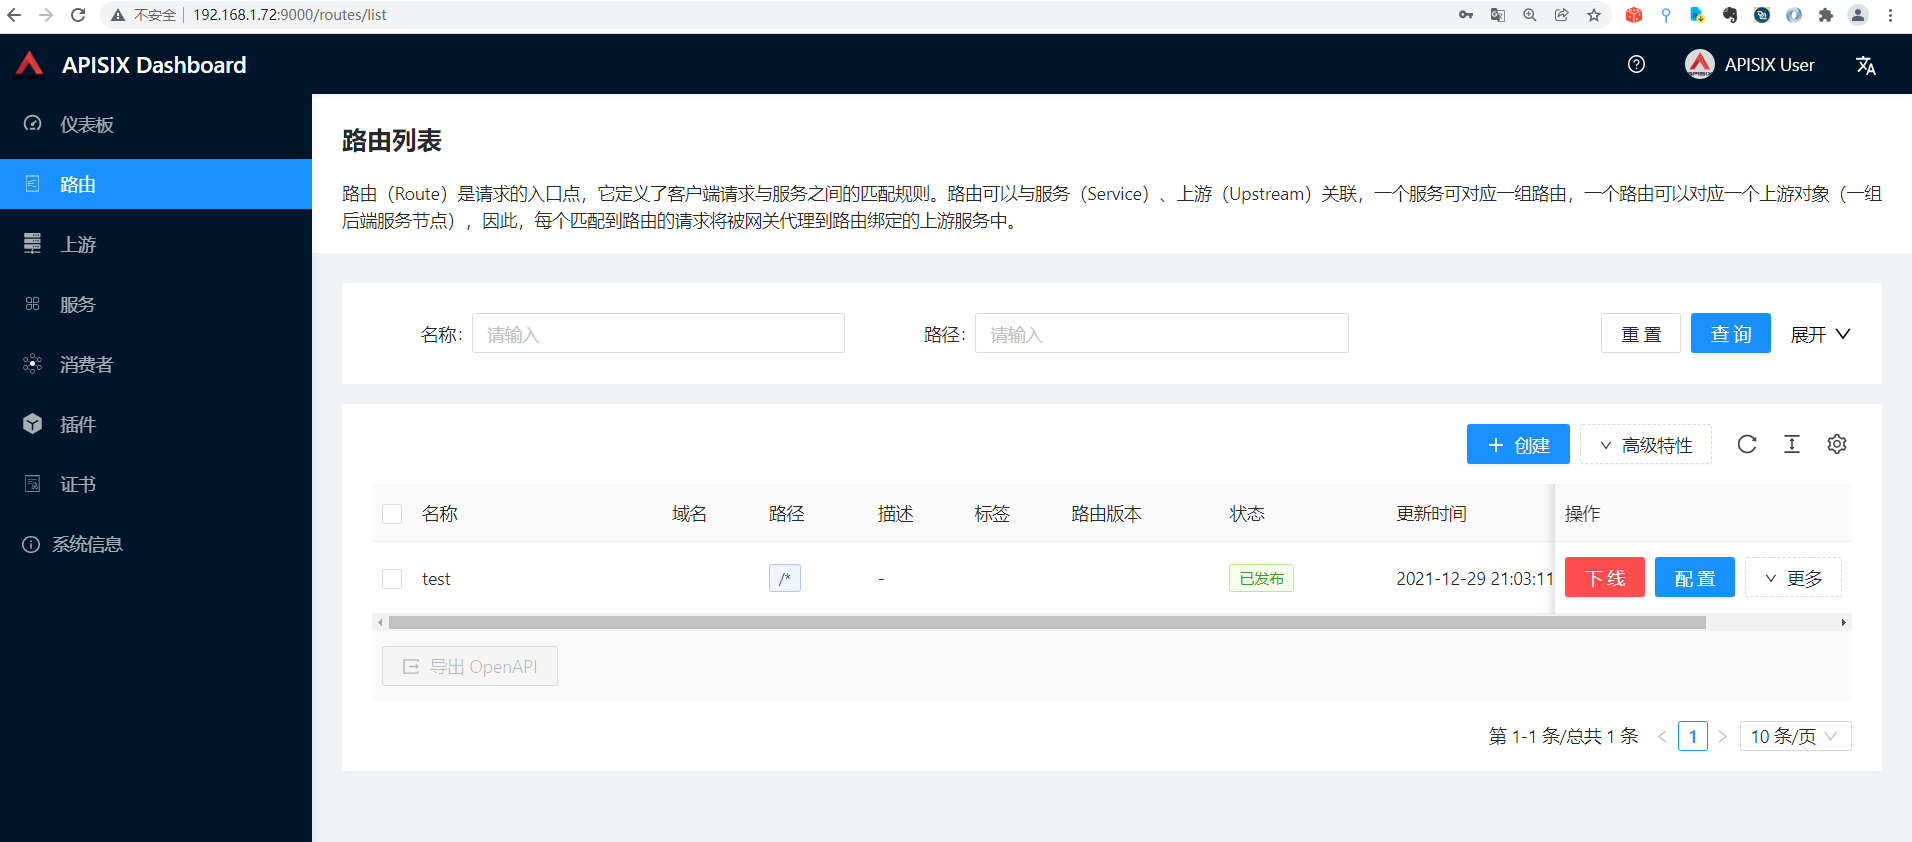 不安全 192.168.1.72:9000/routes/list
APISIX Dashboard
APISIX User
仪表板
路由
上游
服务
消费者
插件
证书
系统信息
路由列表
路由（Route）是请求的入口点，它定义了客户端请求与服务之间的匹配规则。路由可以与服务（Service）、上游（Upstream）关联，一个服务可对应一组路由，一个路由可以对应一个上游对象（一组
后端服务节点），因此，每个匹配到路由的请求将被网关代理到路由绑定的上游服务中。
名称: 请输入 路径: 请输入 重 置 查 询 展开
创建 高级特性
名称 域名 路径 描述 标签 路由版本 状态 更新时间 操作
test /* - 已发布 2021-12-29 21:03:11 下 线 配 置 更多
导出 OpenAPI
第 1-1 条/总共 1 条 < 1 > 10 条/页